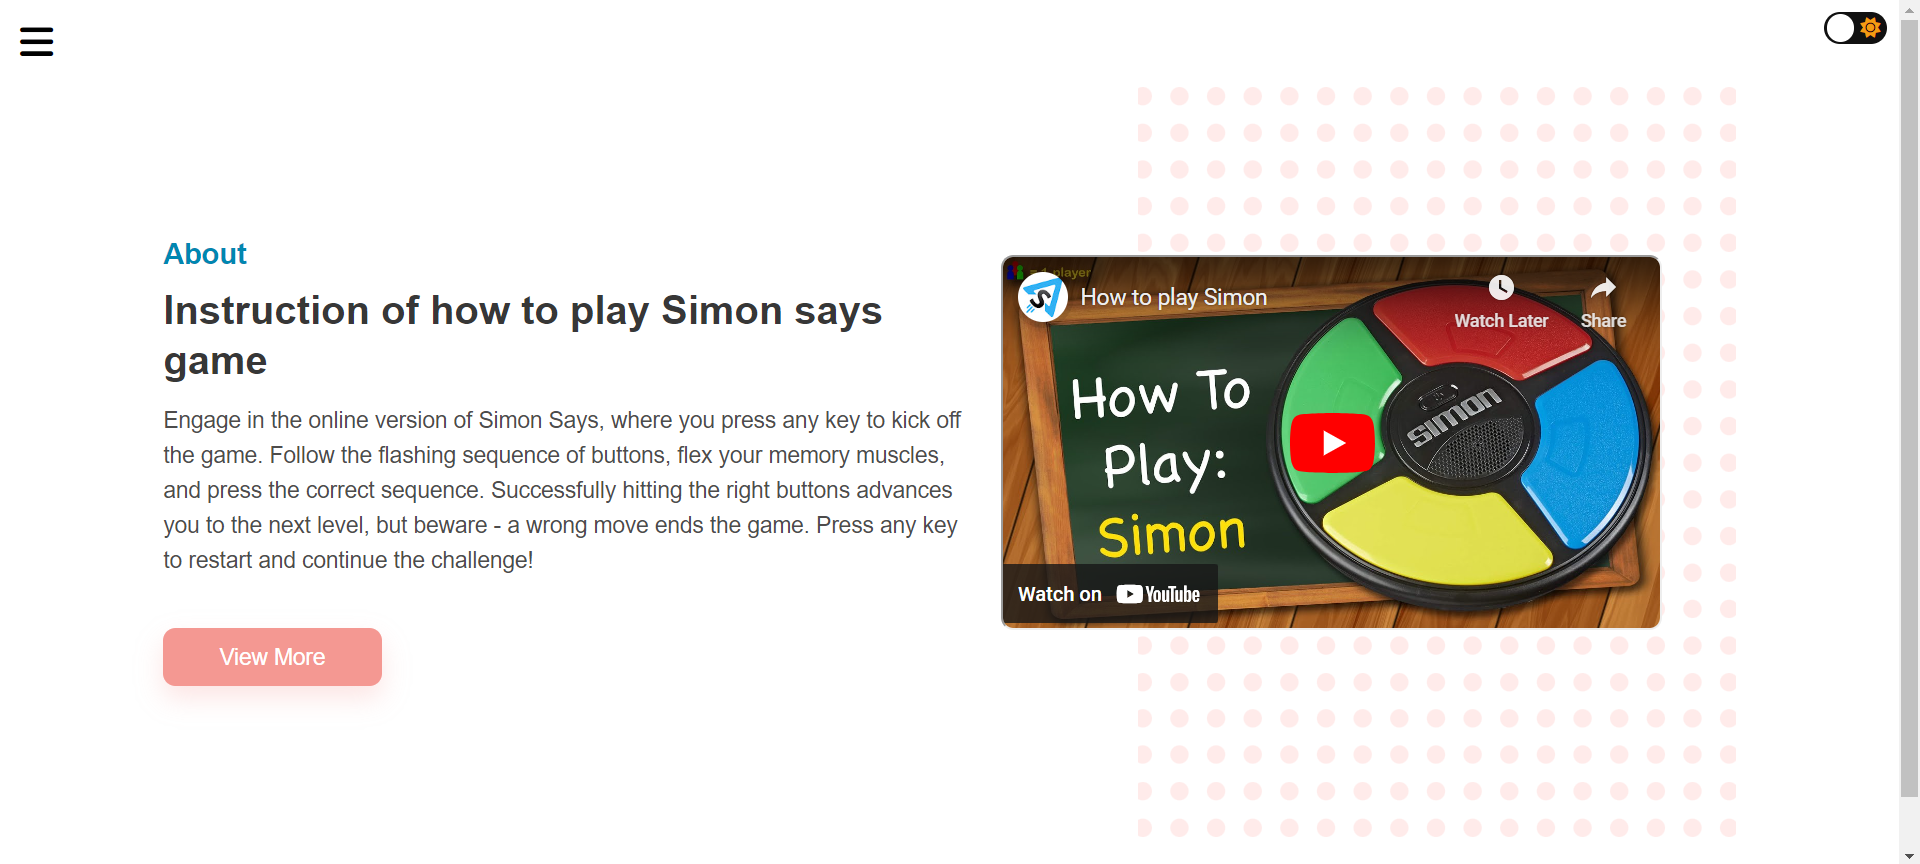 About
Instruction of how to play Simon says
game
Engage in the online version of Simon Says, where you press any key to kick off
the game. Follow the flashing sequence of buttons, flex your memory muscles,
and press the correct sequence. Successfully hitting the right buttons advances
you to the next level, but beware - a wrong move ends the game. Press any key
to restart and continue the challenge!
View More
player
How to play Simon
Watch Later
Share
How To
Play:
Simon
simon
Watch on YouTube